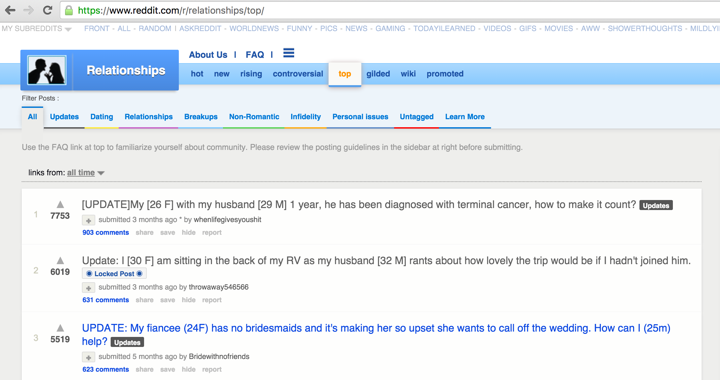 https://www.reddit.com/r/relationships/top/
MY SUBREDDITS FRONT - ALL - RANDOM | ASKREDDIT - WORLDNEWS - FUNNY - PICS - NEWS - GAMING - TODAYILEARNED - VIDEOS - GIFS - MOVIES - AWW - SHOWERTHOUGHTS - MILDLYIN
About Us | FAQ |
Relationships
hot new rising controversial top gilded wiki promoted
Filter Posts :
All Updates Dating Relationships Breakups Non-Romantic Infidelity Personal issues Untagged Learn More
Use the FAQ link at top to familiarize yourself about community. Please review the posting guidelines in the sidebar at right before submitting.
links from: all time
1 7753 [UPDATE]My [26 F] with my husband [29 M] 1 year, he has been diagnosed with terminal cancer, how to make it count? Updates
submitted 3 months ago * by whenlifegivesyoushit
903 comments share save hide report
2 6019 Update: I [30 F] am sitting in the back of my RV as my husband [32 M] rants about how lovely the trip would be if I hadn't joined him.
Locked Post
submitted 3 months ago by throwaway546566
631 comments share save hide report
3 5519 UPDATE: My fiancee (24F) has no bridesmaids and it's making her so upset she wants to call off the wedding. How can I (25m)
help? Updates
submitted 5 months ago by Bridewithnofriends
623 comments share save hide report